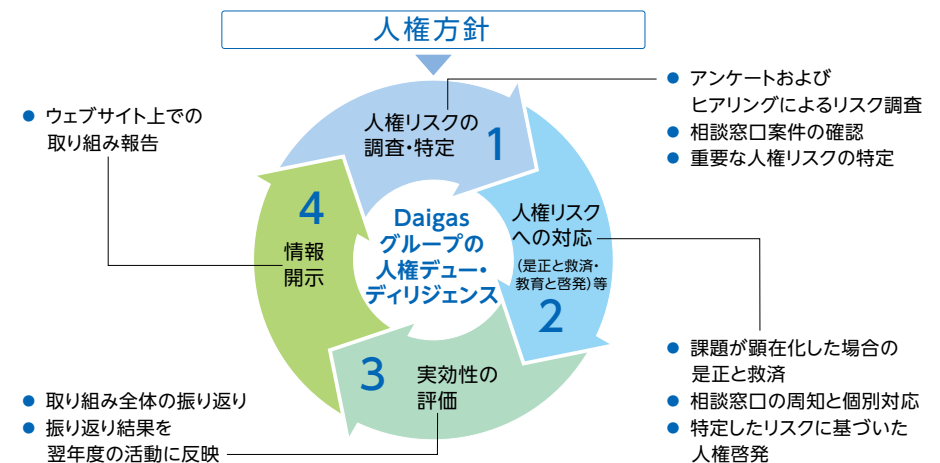 人権方針
人権リスクの
調査・特定
1
● アンケートおよび
ヒアリングによるリスク調査
● 相談窓口案件の確認
● 重要な人権リスクの特定
人権リスク
への対応
(是正と救済・
教育と啓発)等
2
● 課題が顕在化した場合の
是正と救済
● 相談窓口の周知と個別対応
● 特定したリスクに基づいた
人権啓発
3
実効性の
評価
● 取り組み全体の振り返り
● 振り返り結果を
翌年度の活動に反映
4
情報
開示
● ウェブサイト上での
取り組み報告
Daigas
グループの
人権デュー・
ディリジェンス